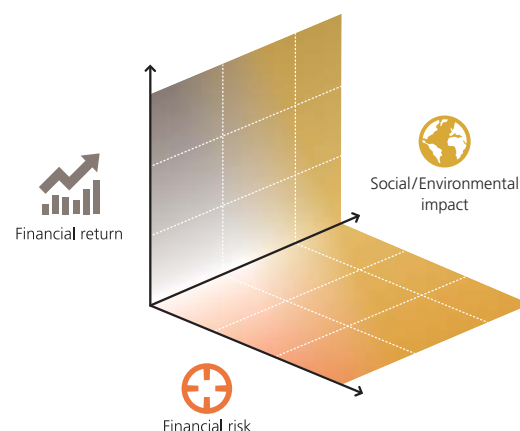 Social/Environmental
impact
Financial return
Financial risk